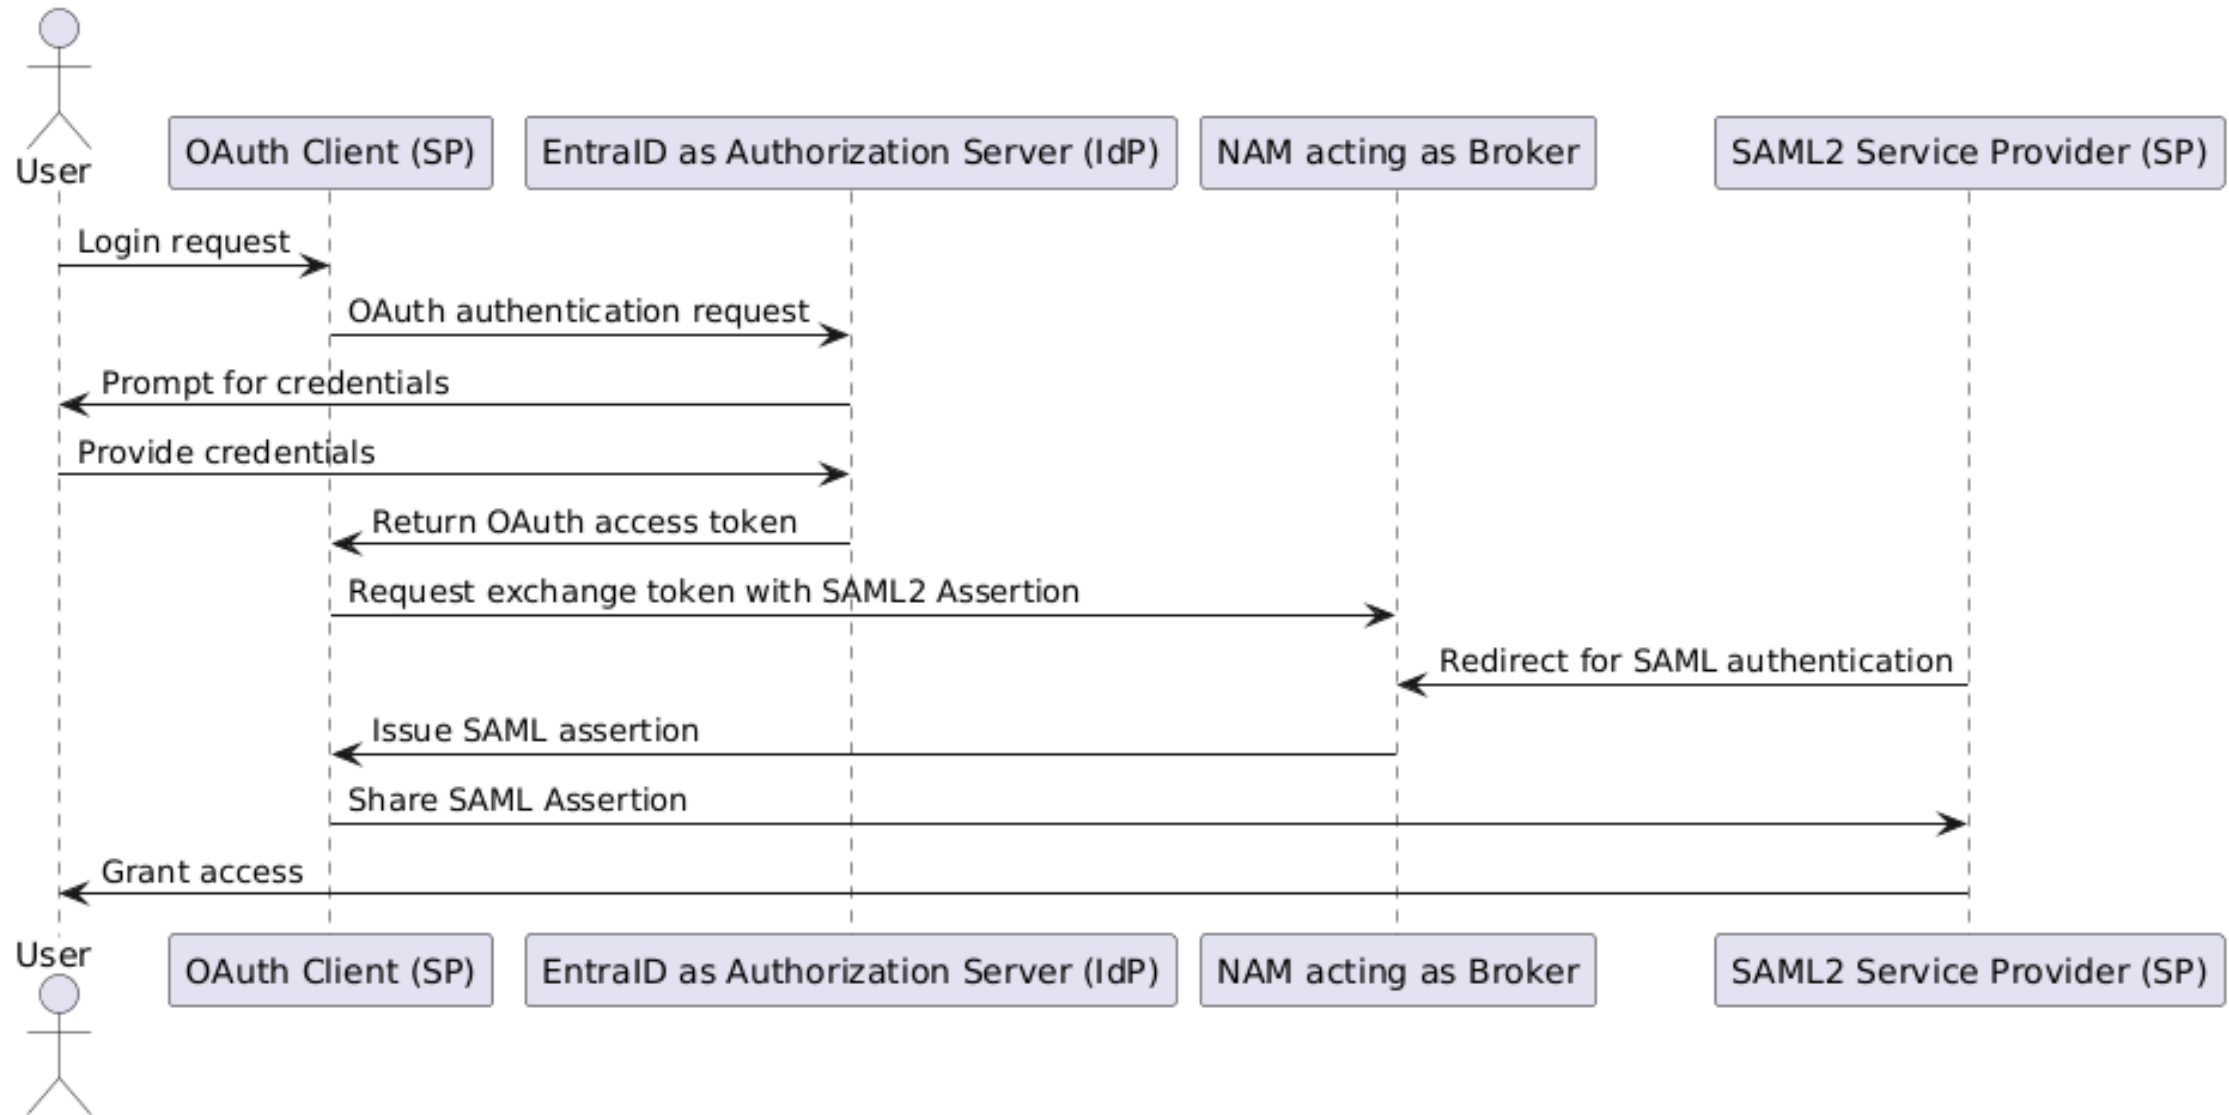 User
OAuth Client (SP)
EntraID as Authorization Server (IdP)
NAM acting as Broker
SAML2 Service Provider (SP)
Login request
OAuth authentication request
Prompt for credentials
Provide credentials
Return OAuth access token
Request exchange token with SAML2 Assertion
Redirect for SAML authentication
Issue SAML assertion
Share SAML Assertion
Grant access
User
OAuth Client (SP)
EntraID as Authorization Server (IdP)
NAM acting as Broker
SAML2 Service Provider (SP)